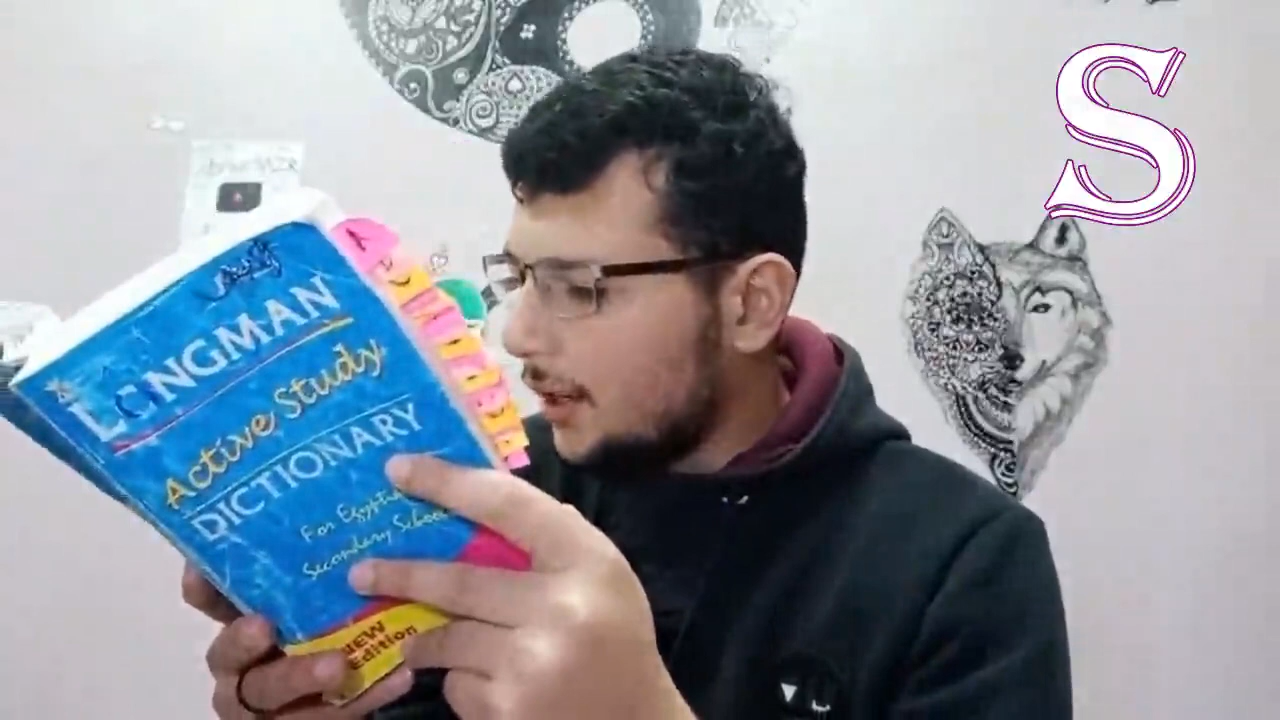 S
LONGMAN
Active Study
DICTIONARY
For Egyptian
Secondary Schools
NEW
Edition